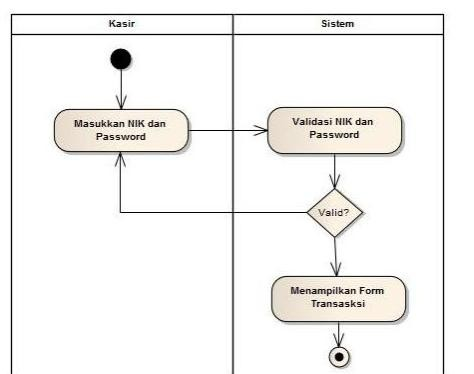 Kasir
Sistem
Masukkan NIK dan
Password
Validasi NIK dan
Password
Valid?
Menampilkan Form
Transasksi